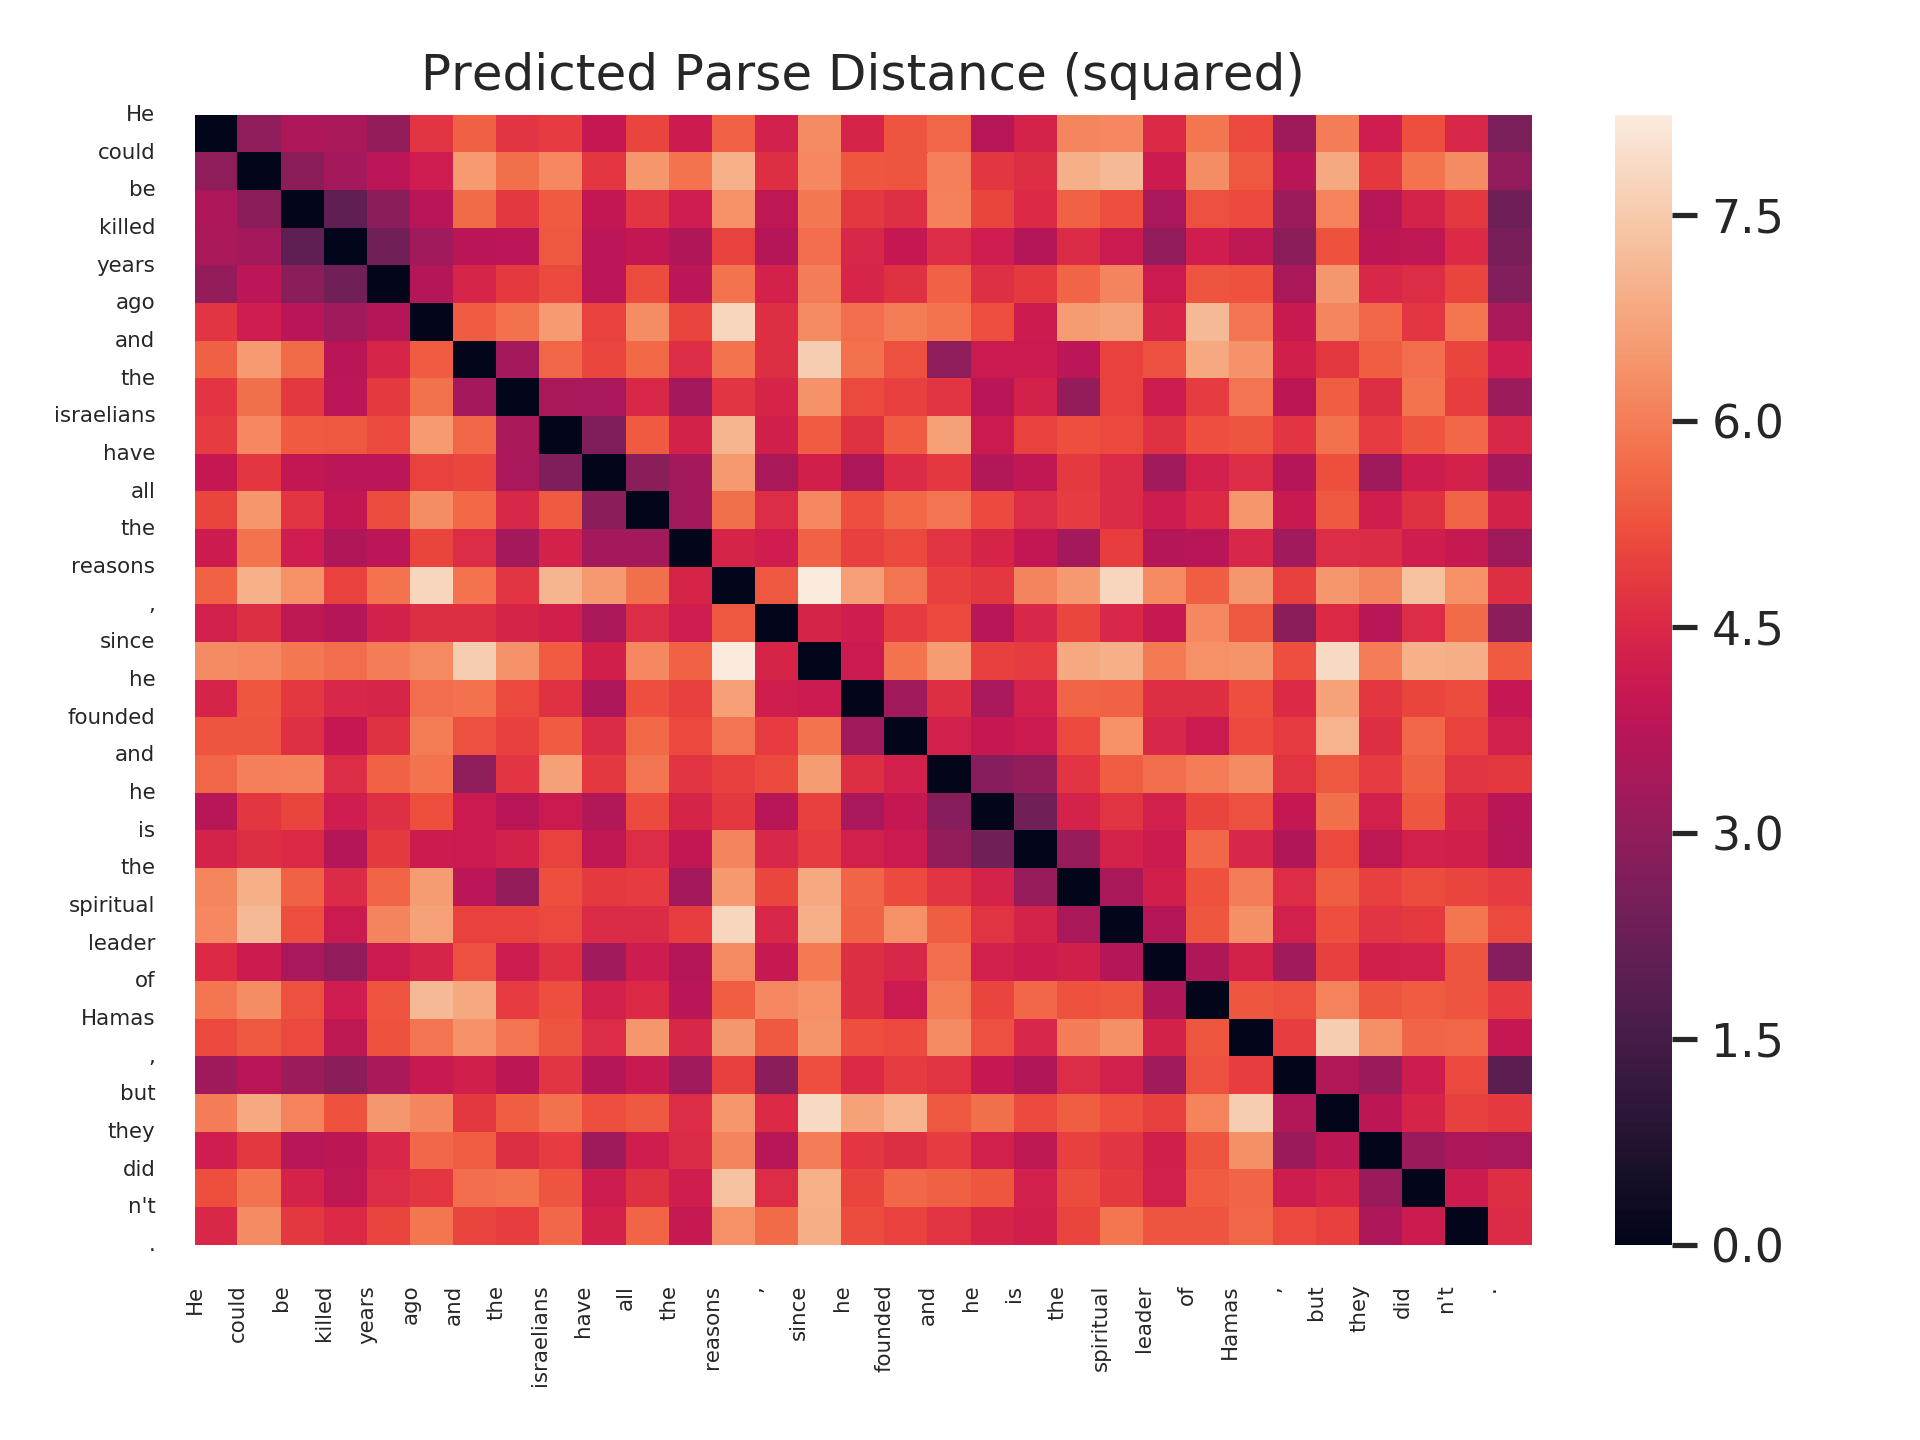 Predicted Parse Distance (squared)
He
could
be
killed
years
ago
and
the
israelians
have
all
the
reasons
,
since
he
founded
and
he
is
the
spiritual
leader
of
Hamas
,
but
they
did
n't
.
7.5
6.0
4.5
3.0
1.5
0.0
He
could
be
killed
years
ago
and
the
israelians
have
all
the
reasons
,
since
he
founded
and
he
is
the
spiritual
leader
of
Hamas
,
but
they
did
n't
.